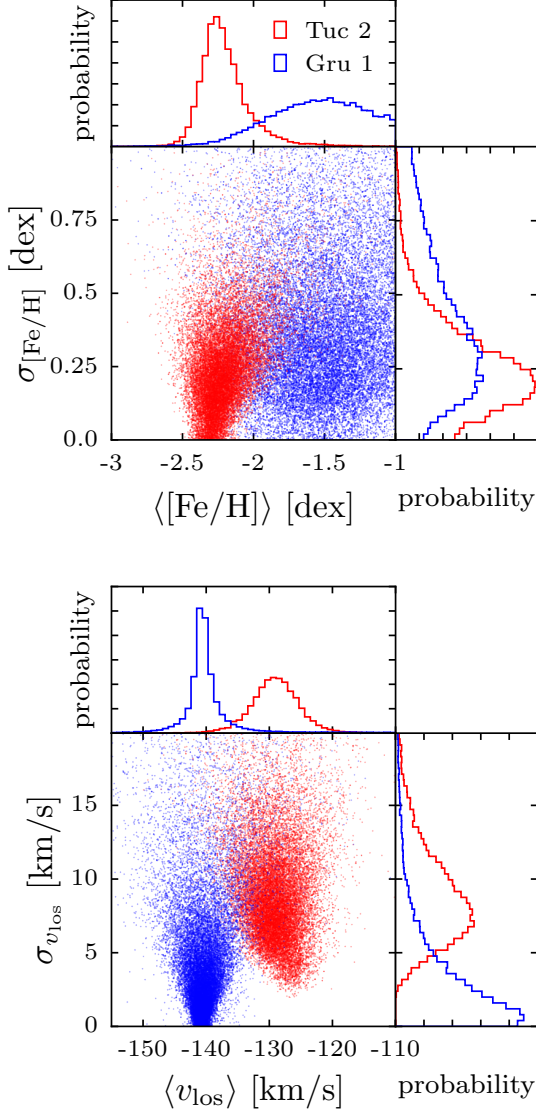 probability
Tuc 2
Gru 1
σ[Fe/H] [dex]
0.75
0.5
0.25
0.0
-3 -2.5 -2 -1.5 -1
⟨[Fe/H]⟩ [dex]
probability
probability
σvlos [km/s]
15
10
5
0
-150 -140 -130 -120 -110
⟨vlos⟩ [km/s]
probability